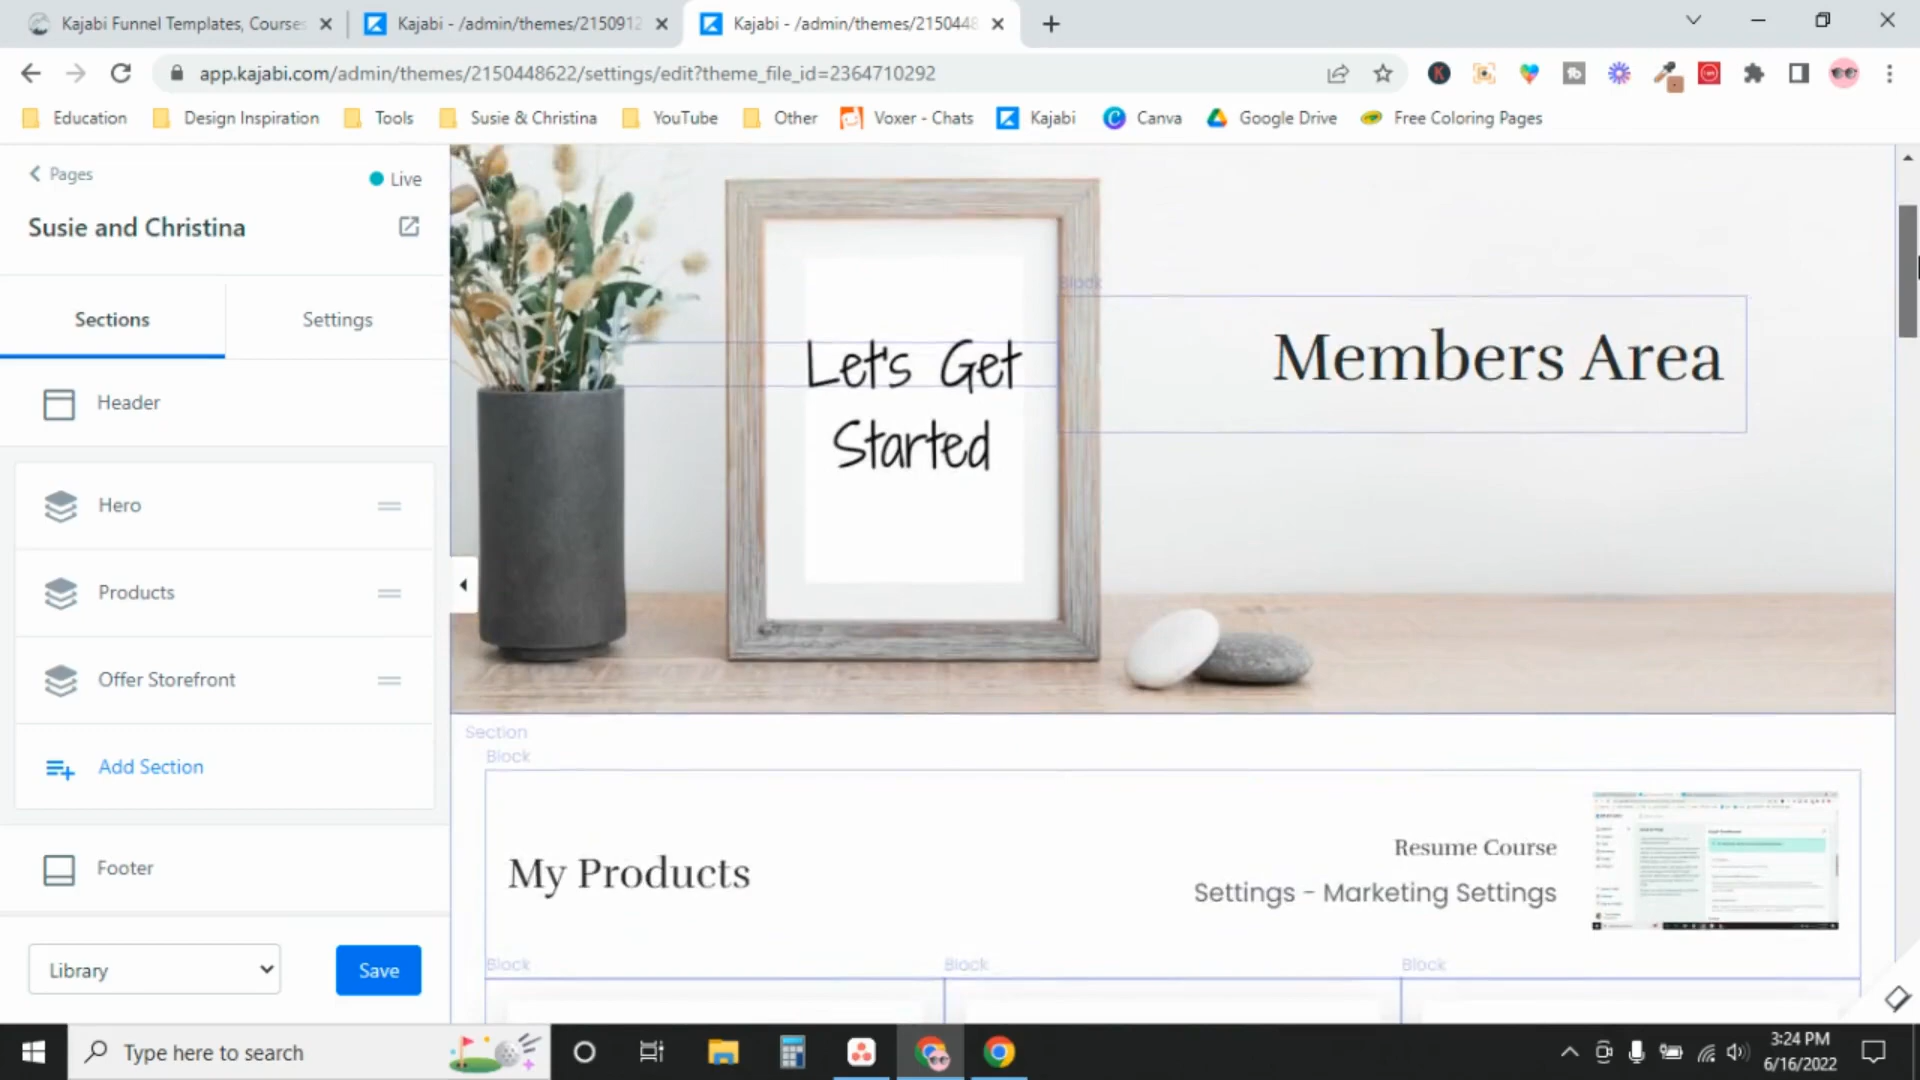 Kajabi Funnel Templates, Courses
Kajabi - /admin/themes/2150912
Kajabi - /admin/themes/2150448
app.kajabi.com/admin/themes/2150448622/settings/edit?theme_file_id=2364710292
Education
Design Inspiration
Tools
Susie & Christina
YouTube
Other
Voxer - Chats
Kajabi
Canva
Google Drive
Free Coloring Pages
Pages
Live
Susie and Christina
Sections
Settings
Header
Hero
Products
Offer Storefront
Add Section
Footer
Library
Save
Block
Let's Get
Started
Members Area
Section
Block
My Products
Resume Course
Settings - Marketing Settings
Block
Block
Block
Type here to search
3:24 PM
6/16/2022